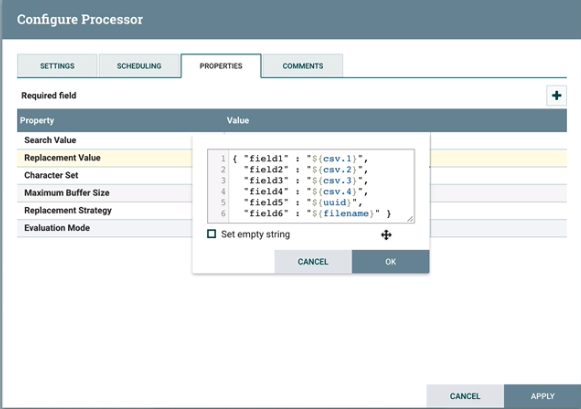 Configure Processor
SETTINGS SCHEDULING PROPERTIES COMMENTS
Required field
Property Value
Search Value
Replacement Value
Character Set
Maximum Buffer Size
Replacement Strategy
Evaluation Mode
1 { "field1" : "${csv.1}",
2 "field2" : "${csv.2}",
3 "field3" : "${csv.3}",
4 "field4" : "${csv.4}",
5 "field5" : "${uuid}",
6 "field6" : "${filename}" }
Set empty string
CANCEL OK
CANCEL APPLY